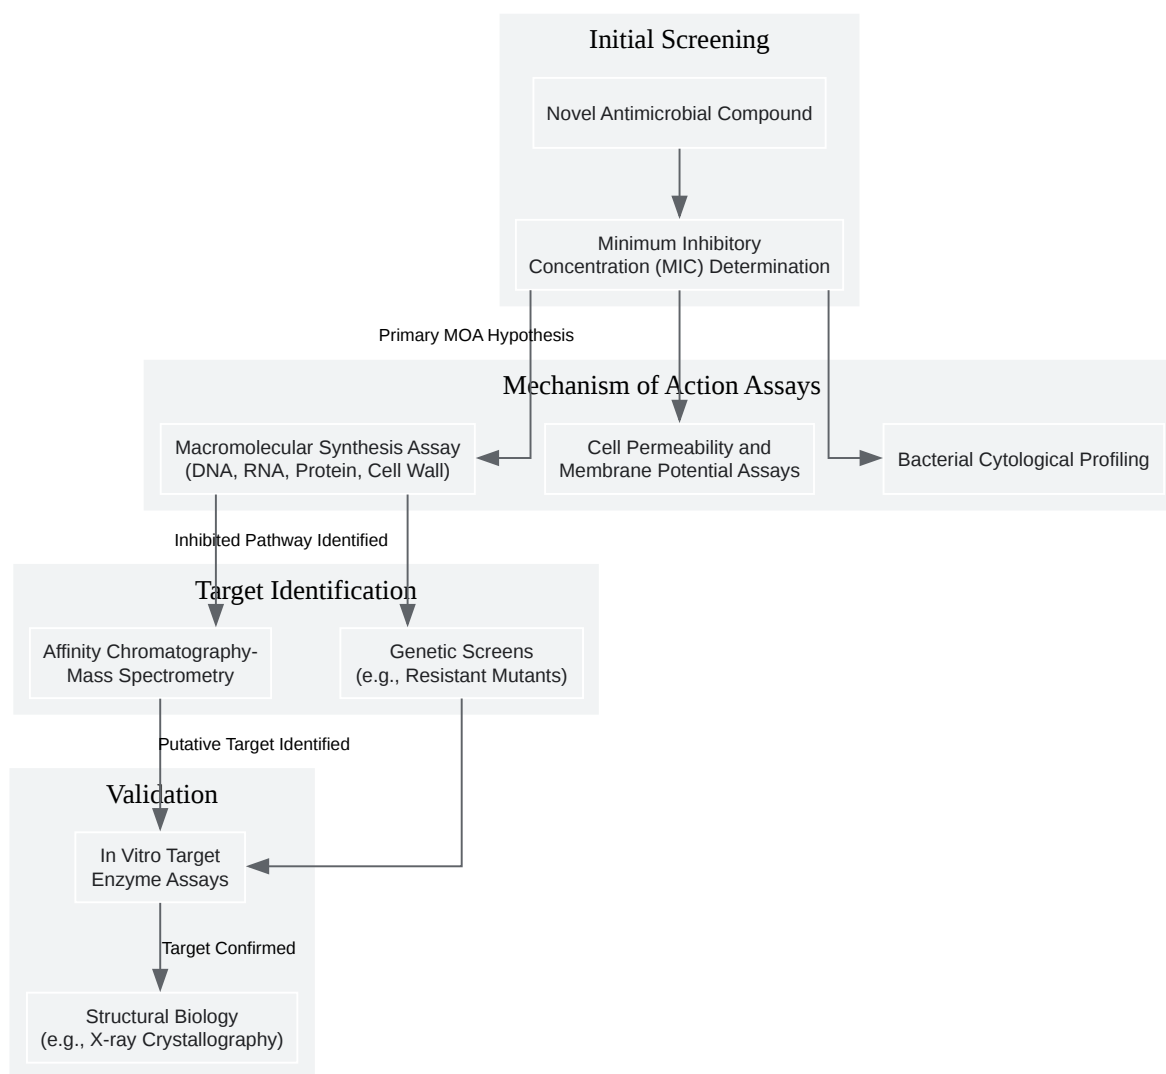 Initial Screening
Novel Antimicrobial Compound
Minimum Inhibitory
Concentration (MIC) Determination
Primary MOA Hypothesis
Mechanism of Action Assays
Macromolecular Synthesis Assay
(DNA, RNA, Protein, Cell Wall)
Cell Permeability and
Membrane Potential Assays
Bacterial Cytological Profiling
Inhibited Pathway Identified
Target Identification
Affinity Chromatography-
Mass Spectrometry
Genetic Screens
(e.g., Resistant Mutants)
Putative Target Identified
Validation
In Vitro Target
Enzyme Assays
Target Confirmed
Structural Biology
(e.g., X-ray Crystallography)